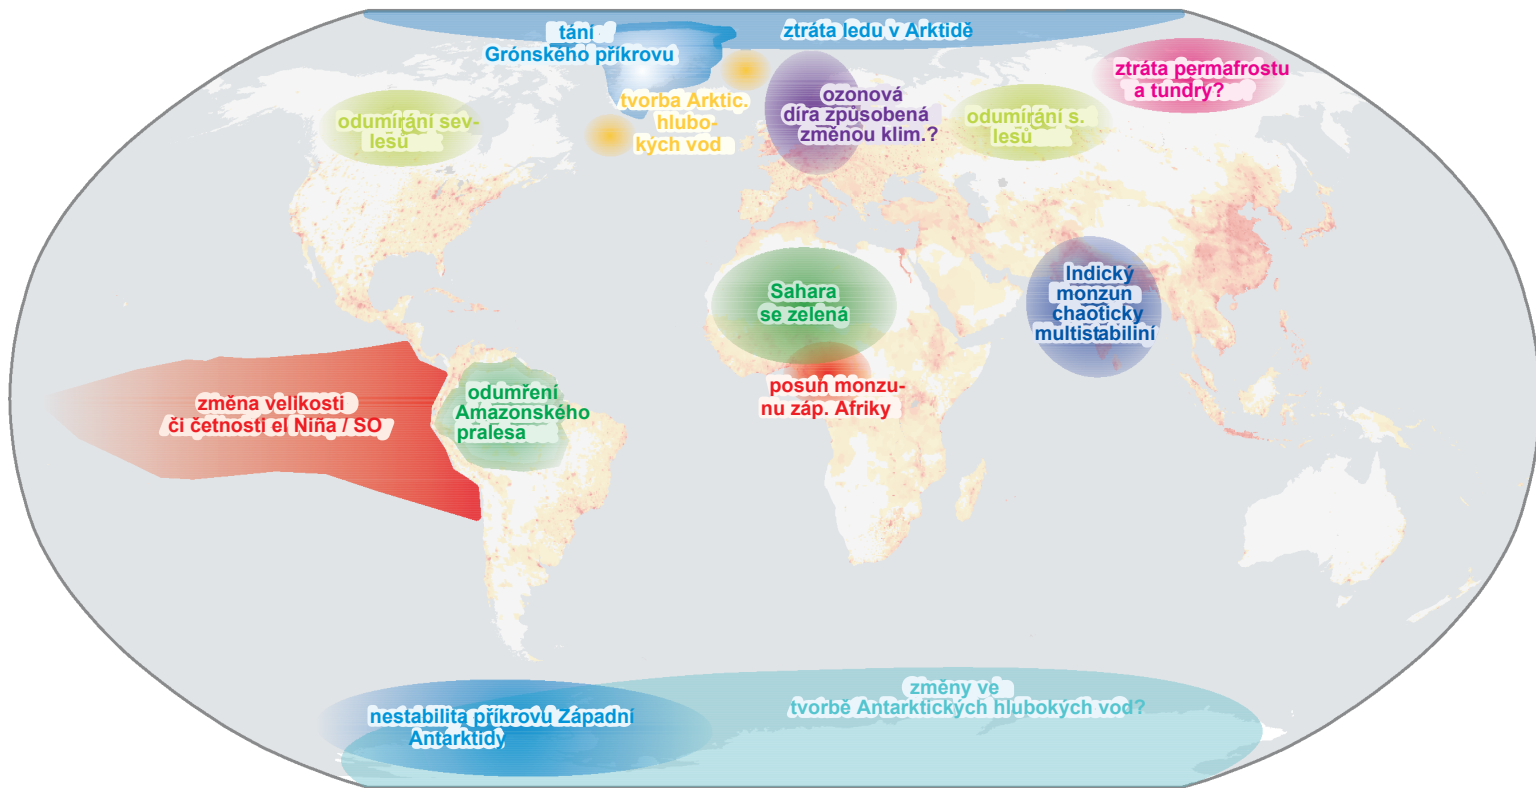 tání
Grónského příkrovu
ztráta ledu v Arktidě
ztráta permafrostu
a tundry?
tvorba Arktic.
hlubo-
kých vod
ozonová
díra způsobená
změnou klim.?
odumírání sev-
lesů
odumírání s.
lesů
Sahara
se zelená
Indický
monzun
chaoticky
multistabiliní
posun monzu-
nu záp. Afriky
změna velikosti
či četnosti el Niña / SO
odumření
Amazonského
pralesa
změny ve
tvorbě Antarktických hlubokých vod?
nestabilita příkrovu Západní
Antarktidy